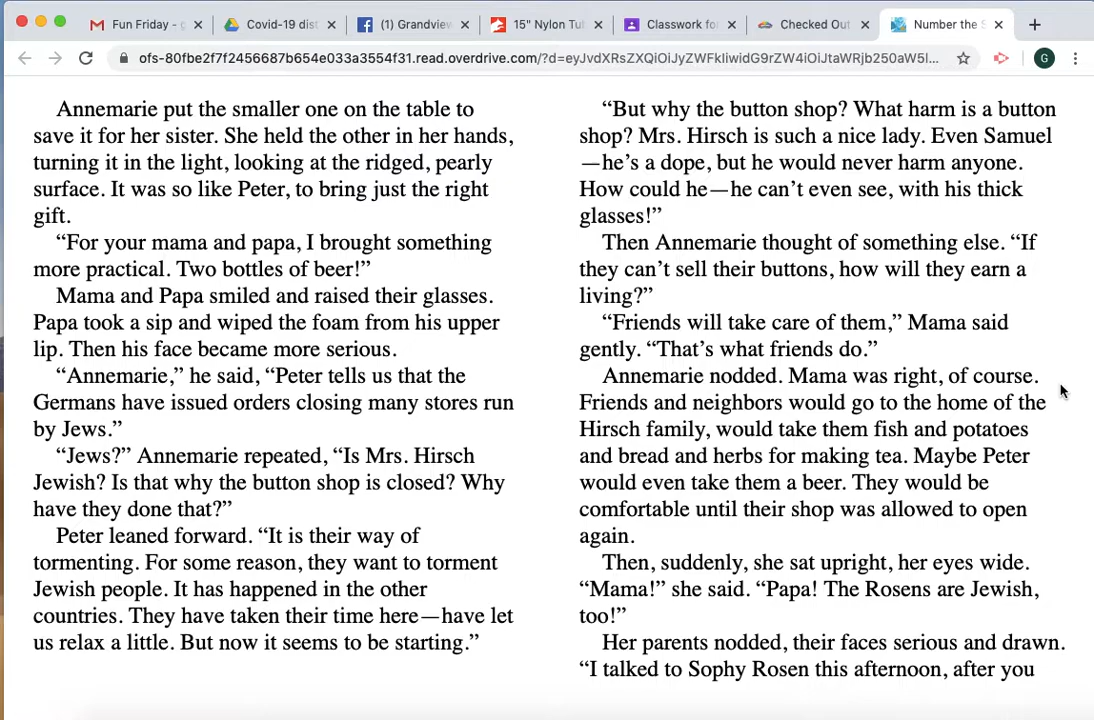 Fun Friday - g
Covid-19 dist
(1) Grandview
15" Nylon Tul
Classwork fo
Checked Out
Number the S
ofs-80fbe2f7f2456687b654e033a3554f31.read.overdrive.com/?d=eyJvdXRsZXQiOiJyZWFkIiwidG9rZW4iOiJtaWRjb250aW5l...
G
Annemarie put the smaller one on the table to
save it for her sister. She held the other in her hands,
turning it in the light, looking at the ridged, pearly
surface. It was so like Peter, to bring just the right
gift.
“For your mama and papa, I brought something
more practical. Two bottles of beer!”
Mama and Papa smiled and raised their glasses.
Papa took a sip and wiped the foam from his upper
lip. Then his face became more serious.
“Annemarie,” he said, “Peter tells us that the
Germans have issued orders closing many stores run
by Jews.”
“Jews?” Annemarie repeated, “Is Mrs. Hirsch
Jewish? Is that why the button shop is closed? Why
have they done that?”
Peter leaned forward. “It is their way of
tormenting. For some reason, they want to torment
Jewish people. It has happened in the other
countries. They have taken their time here—have let
us relax a little. But now it seems to be starting.”
“But why the button shop? What harm is a button
shop? Mrs. Hirsch is such a nice lady. Even Samuel
—he’s a dope, but he would never harm anyone.
How could he—he can’t even see, with his thick
glasses!”
Then Annemarie thought of something else. “If
they can’t sell their buttons, how will they earn a
living?”
“Friends will take care of them,” Mama said
gently. “That’s what friends do.”
Annemarie nodded. Mama was right, of course.
Friends and neighbors would go to the home of the
Hirsch family, would take them fish and potatoes
and bread and herbs for making tea. Maybe Peter
would even take them a beer. They would be
comfortable until their shop was allowed to open
again.
Then, suddenly, she sat upright, her eyes wide.
“Mama!” she said. “Papa! The Rosens are Jewish,
too!”
Her parents nodded, their faces serious and drawn.
“I talked to Sophy Rosen this afternoon, after you